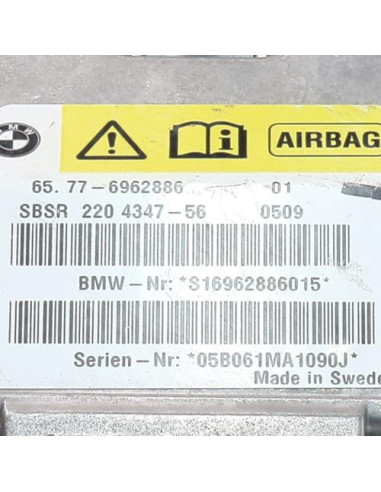 BMW
AIRBAG
65. 77-6962886 01
SBSR 220 4347-56 0509
BMW-Nr: *S16962886015*
Serien-Nr: *05B061MA1090J*
Made in Swede